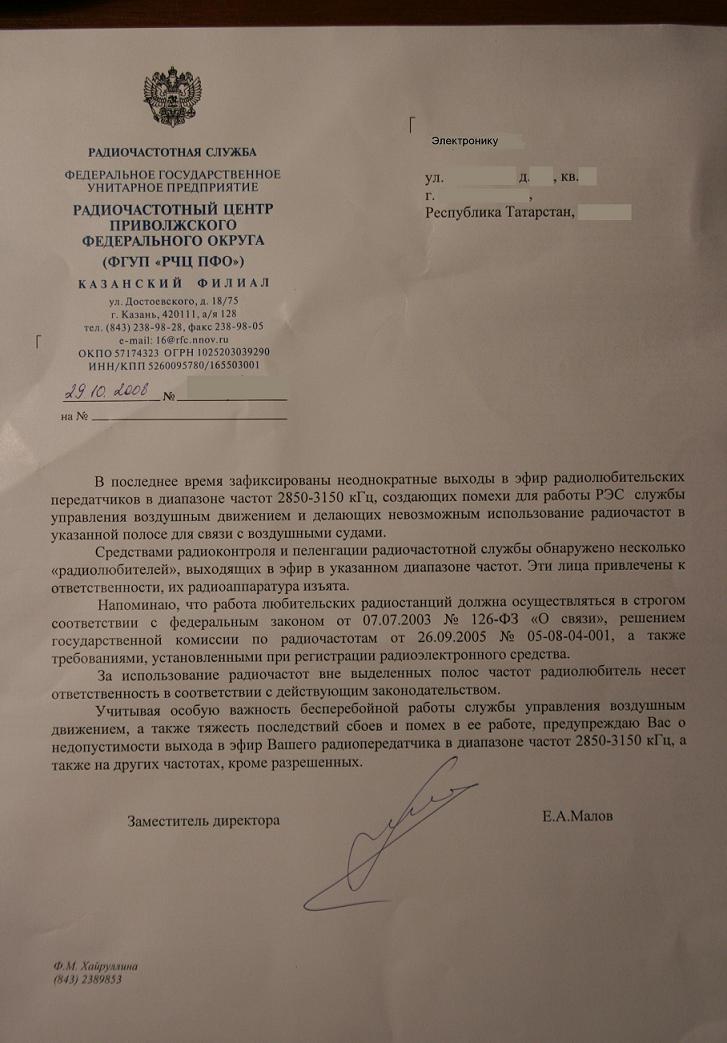 РАДИОЧАСТОТНАЯ СЛУЖБА
ФЕДЕРАЛЬНОЕ ГОСУДАРСТВЕННОЕ
УНИТАРНОЕ ПРЕДПРИЯТИЕ
РАДИОЧАСТОТНЫЙ ЦЕНТР
ПРИВОЛЖСКОГО
ФЕДЕРАЛЬНОГО ОКРУГА
(ФГУП «РЧЦ ПФО»)
КАЗАНСКИЙ ФИЛИАЛ
ул. Достоевского, д. 18/75
г. Казань, 420111, а/я 128
тел. (843) 238-98-28, факс 238-98-05
e-mail: 16@rfc.nnov.ru
ОКПО 57174323 ОГРН 1025203039290
ИНН/КПП 5260095780/165503001
29.10.2008 №
на №
Электронику
ул. д. , кв.
г. ,
Республика Татарстан,
В последнее время зафиксированы неоднократные выходы в эфир радиолюбительских
передатчиков в диапазоне частот 2850-3150 кГц, создающих помехи для работы РЭС службы
управления воздушным движением и делающих невозможным использование радиочастот в
указанной полосе для связи с воздушными судами.
Средствами радиоконтроля и пеленгации радиочастотной службы обнаружено несколько
«радиолюбителей», выходящих в эфир в указанном диапазоне частот. Эти лица привлечены к
ответственности, их радиоаппаратура изъята.
Напоминаю, что работа любительских радиостанций должна осуществляться в строгом
соответствии с федеральным законом от 07.07.2003 № 126-ФЗ «О связи», решением
государственной комиссии по радиочастотам от 26.09.2005 № 05-08-04-001, а также
требованиями, установленными при регистрации радиоэлектронного средства.
За использование радиочастот вне выделенных полос частот радиолюбитель несет
ответственность в соответствии с действующим законодательством.
Учитывая особую важность бесперебойной работы службы управления воздушным
движением, а также тяжесть последствий сбоев и помех в ее работе, предупреждаю Вас о
недопустимости выхода в эфир Вашего радиопередатчика в диапазоне частот 2850-3150 кГц, а
также на других частотах, кроме разрешенных.
Заместитель директора Е.А.Малов
Ф.М. Хайруллина
(843) 2389853